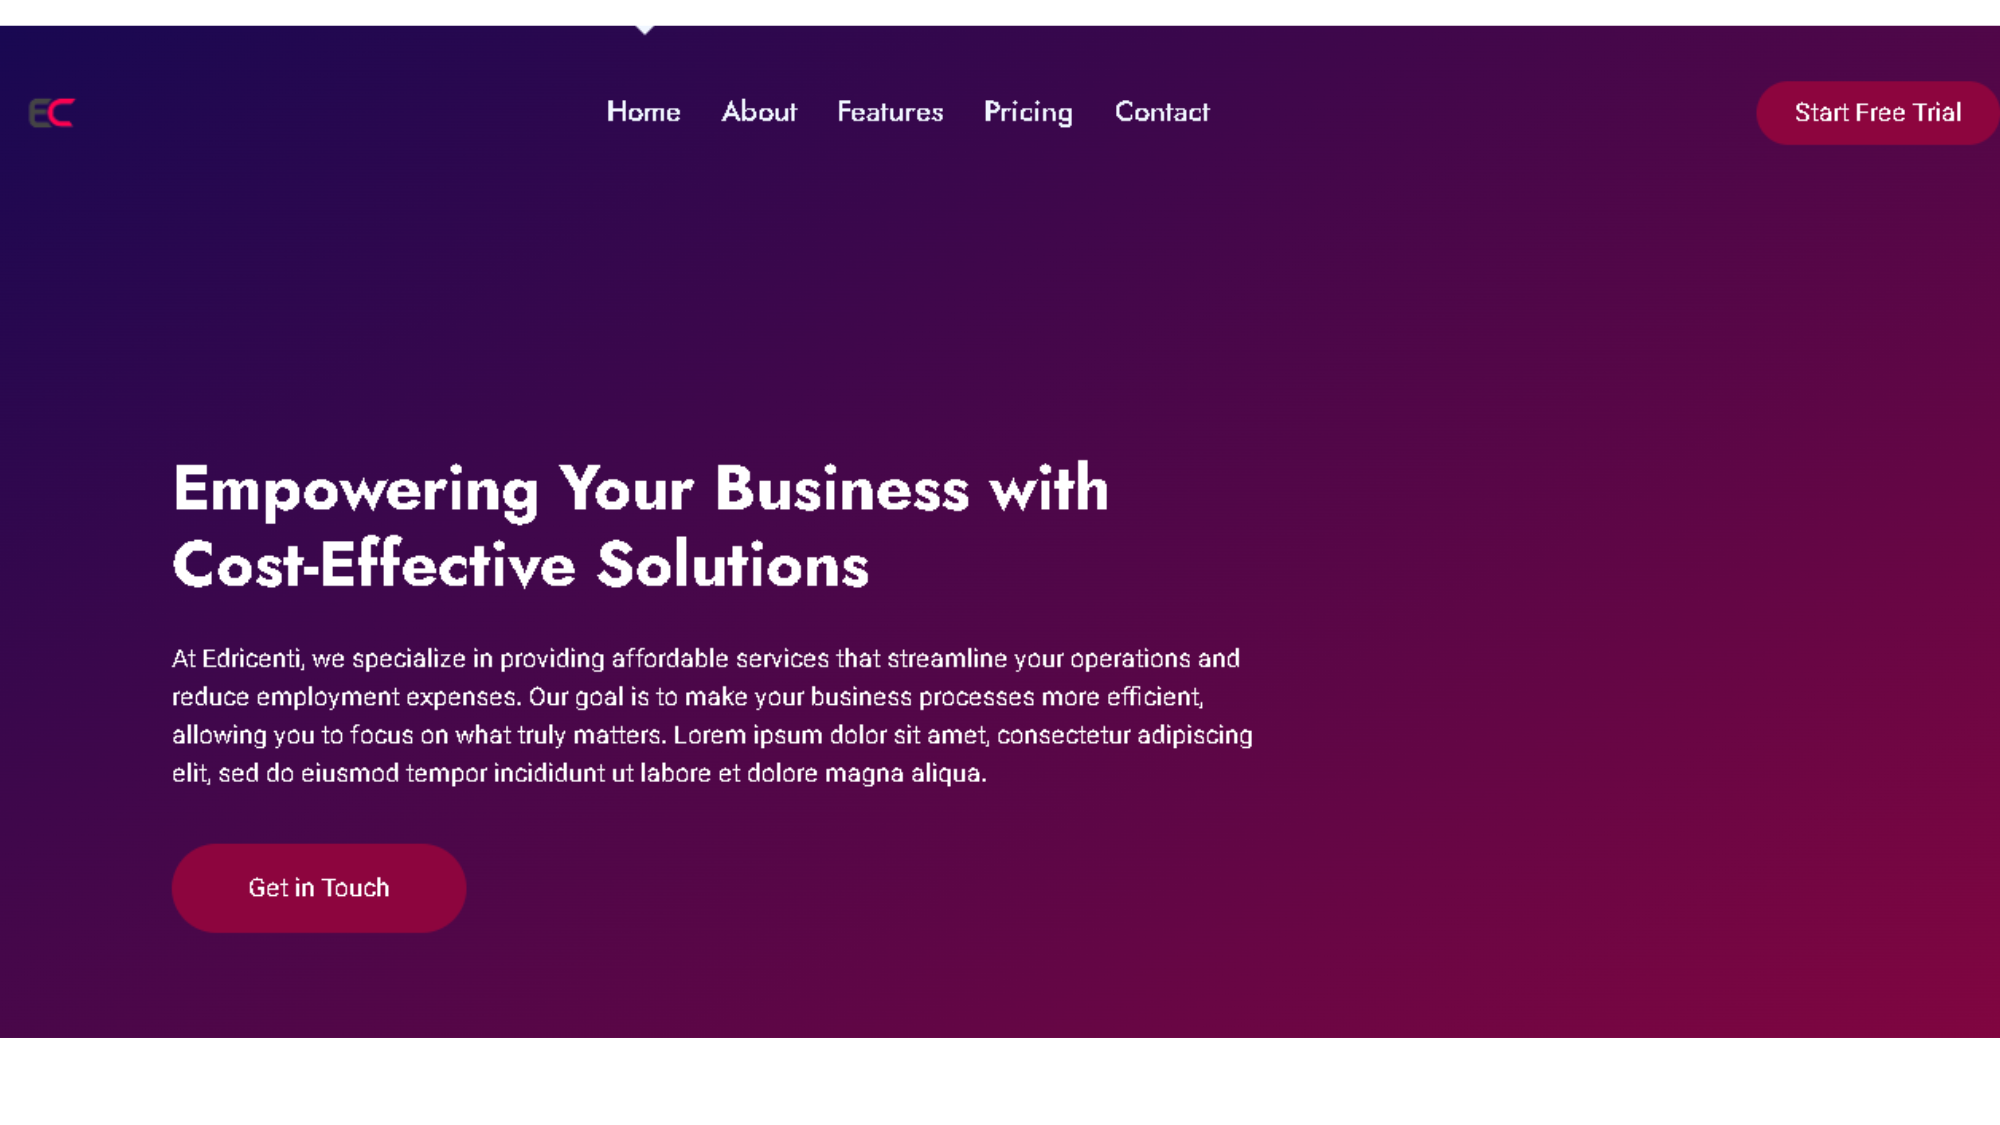 EC
Home About Features Pricing Contact
Start Free Trial
Empowering Your Business with
Cost-Effective Solutions
At Edricenti, we specialize in providing affordable services that streamline your operations and
reduce employment expenses. Our goal is to make your business processes more efficient,
allowing you to focus on what truly matters. Lorem ipsum dolor sit amet, consectetur adipiscing
elit, sed do eiusmod tempor incididunt ut labore et dolore magna aliqua.
Get in Touch